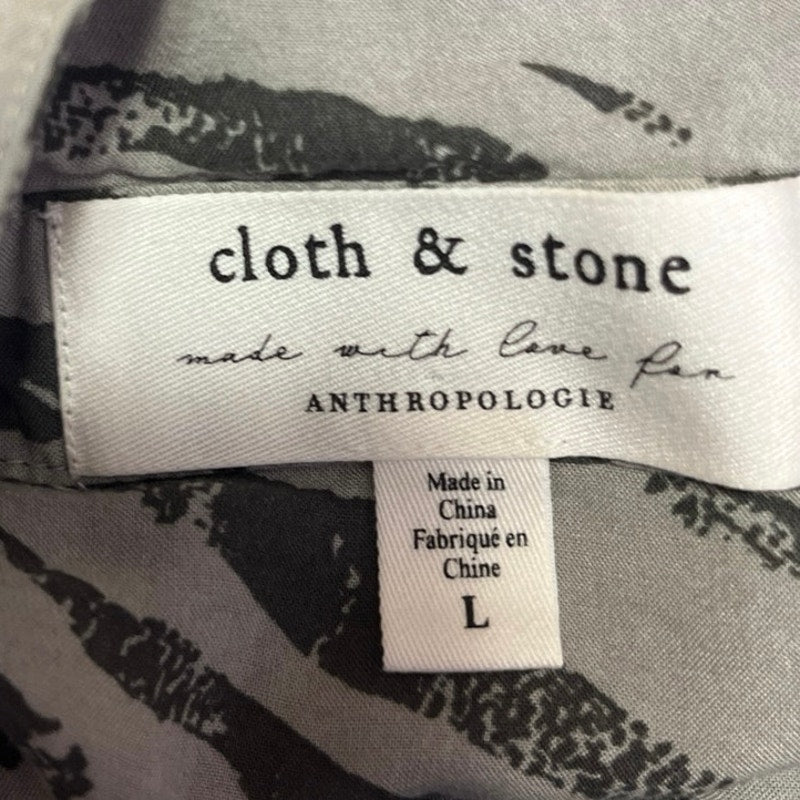 cloth & stone
made with love for
ANTHROPOLOGIE
Made in
China
Fabriqué en
Chine
L